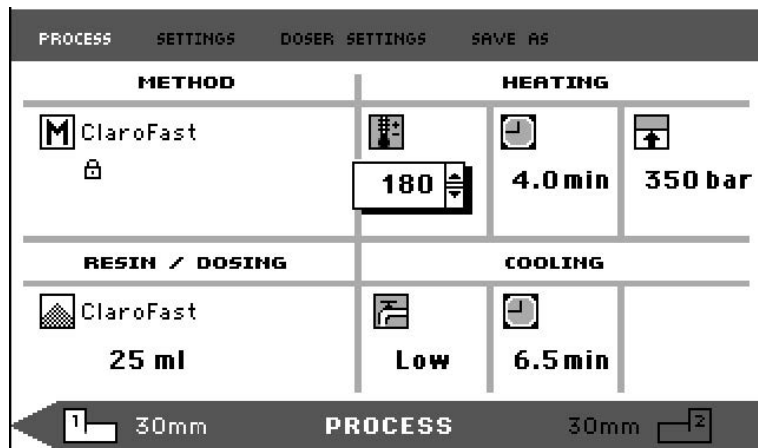 PROCESS SETTINGS DOSER SETTINGS SAVE AS
METHOD HEATING
M ClaroFast
180 4.0 min 350 bar
RESIN / DOSING COOLING
ClaroFast
25 ml Low 6.5 min
1 30mm PROCESS 30mm 2